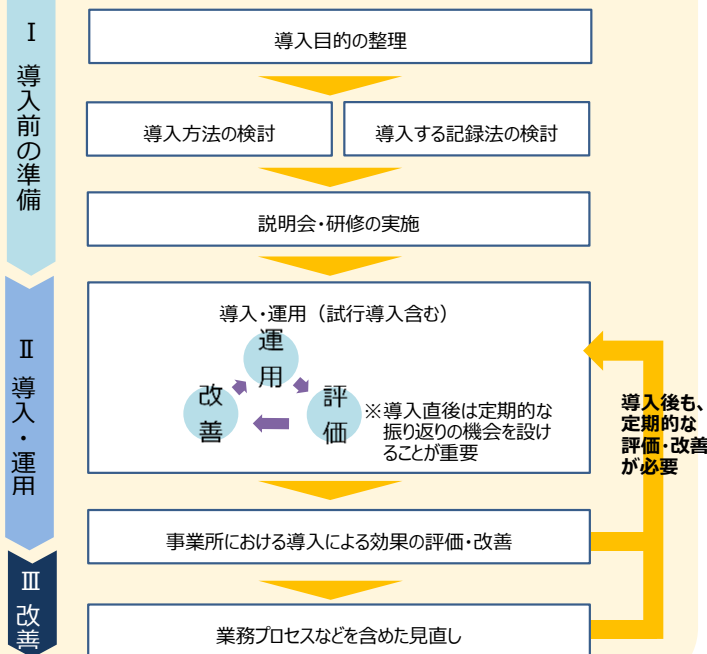 Ⅰ 導入前の準備
導入目的の整理
導入方法の検討
導入する記録法の検討
説明会・研修の実施
Ⅱ 導入・運用
導入・運用（試行導入含む）
運用
評価
改善
※導入直後は定期的な
振り返りの機会を設け
ることが重要
導入後も、
定期的な
評価・改善
が必要
事業所における導入による効果の評価・改善
Ⅲ 改善
業務プロセスなどを含めた見直し